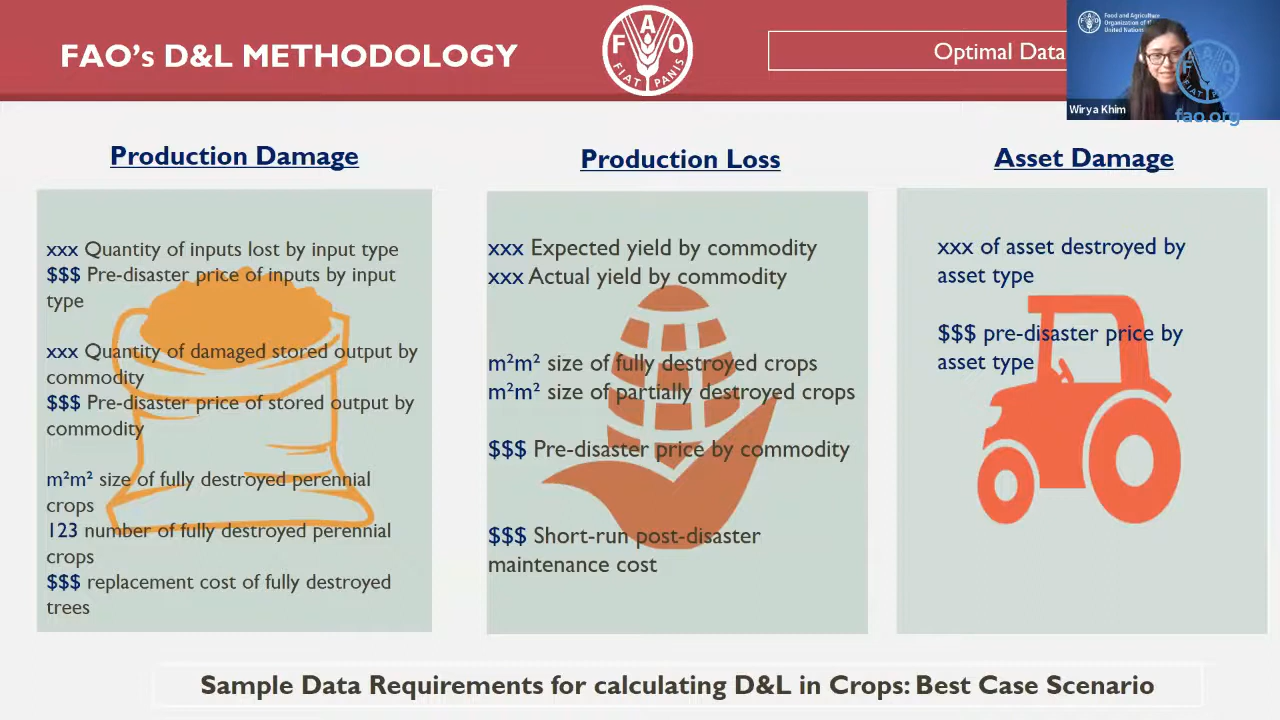 FAO's D&L METHODOLOGY
F A O
FIAT PANIS
Optimal Data
Food and Agriculture
Organization of the
United Nations
Wirya Khim
F A O
FIAT PANIS
fao.org
Production Damage
xxx Quantity of inputs lost by input type
$$$ Pre-disaster price of inputs by input
type
xxx Quantity of damaged stored output by
commodity
$$$ Pre-disaster price of stored output by
commodity
m²m² size of fully destroyed perennial
crops
123 number of fully destroyed perennial
crops
$$$ replacement cost of fully destroyed
trees
Production Loss
xxx Expected yield by commodity
xxx Actual yield by commodity
m²m² size of fully destroyed crops
m²m² size of partially destroyed crops
$$$ Pre-disaster price by commodity
$$$ Short-run post-disaster
maintenance cost
Asset Damage
xxx of asset destroyed by
asset type
$$$ pre-disaster price by
asset type
Sample Data Requirements for calculating D&L in Crops: Best Case Scenario